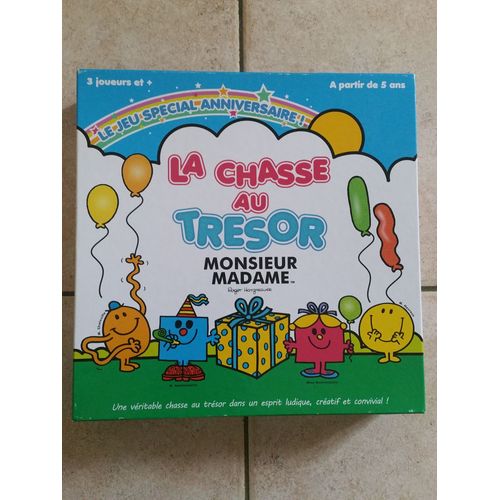 3 joueurs et +
A partir de 5 ans
LE JEU SPECIAL ANNIVERSAIRE !
LA CHASSE
AU
TRESOR
MONSIEUR
MADAME™
Roger Hargreaves
Une véritable chasse au trésor dans un esprit ludique, créatif et convivial !